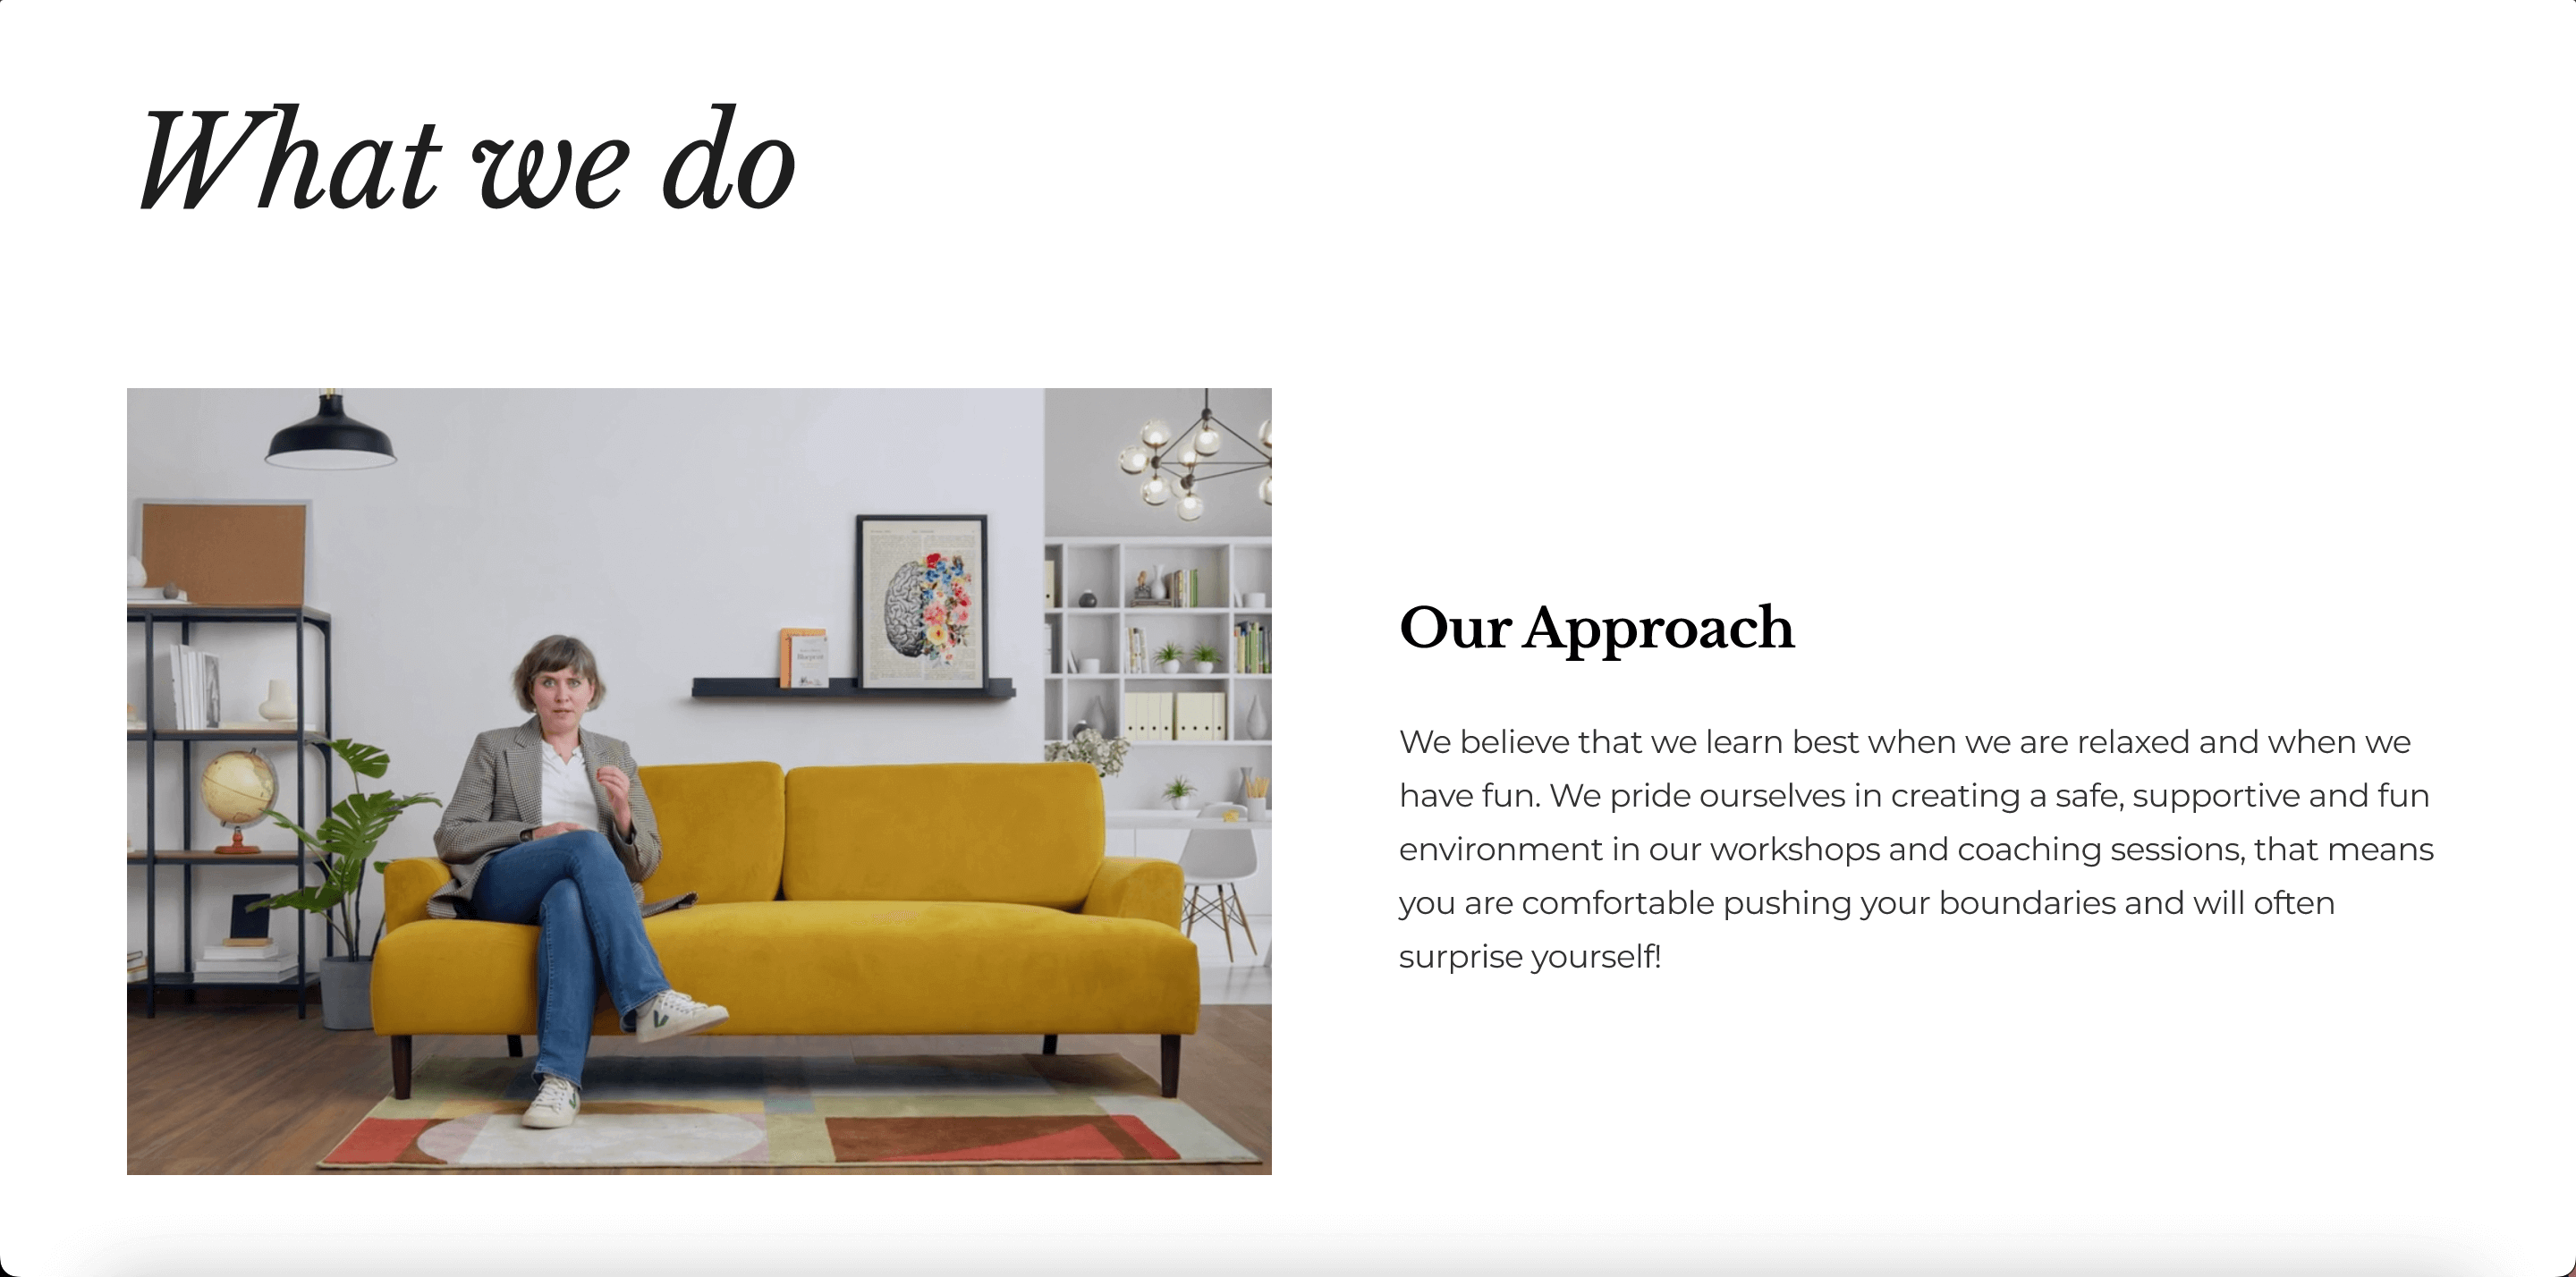 What we do
Our Approach
We believe that we learn best when we are relaxed and when we
have fun. We pride ourselves in creating a safe, supportive and fun
environment in our workshops and coaching sessions, that means
you are comfortable pushing your boundaries and will often
surprise yourself!